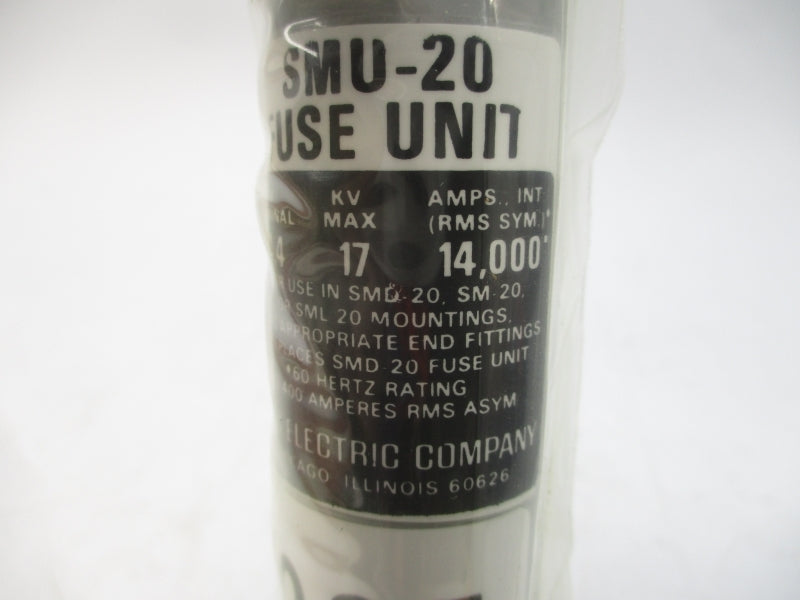 SMU-20
FUSE UNIT
KV AMPS., INT
MAX (RMS SYM)*
17 14,000*
USE IN SMD-20, SM-20,
SML 20 MOUNTINGS,
APPROPRIATE END FITTINGS
SMD-20 FUSE UNIT
*60 HERTZ RATING
AMPERES RMS ASYM
ELECTRIC COMPANY
ILLINOIS 60626